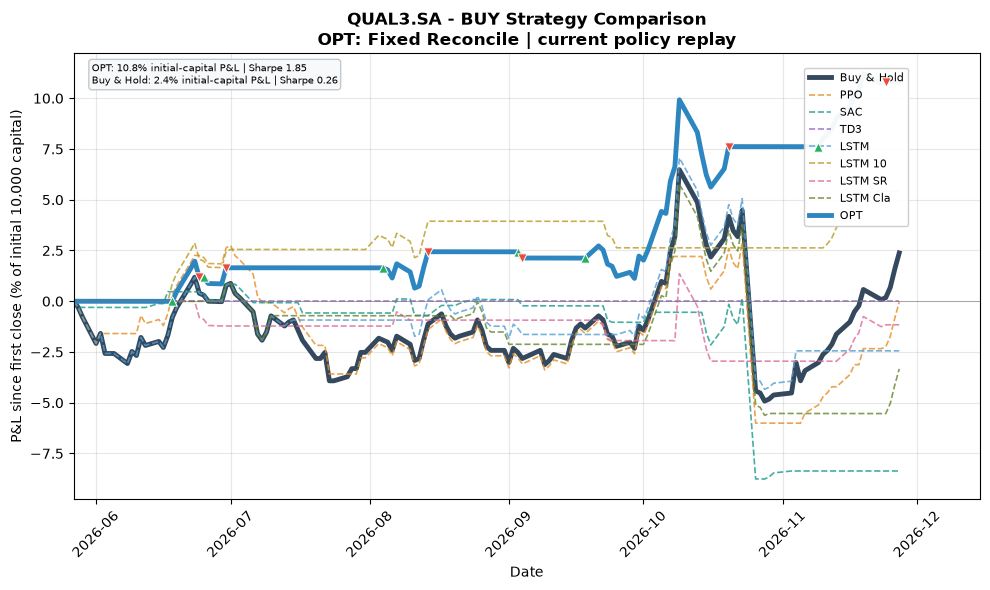 QUAL3.SA - BUY Strategy Comparison
OPT: Fixed Reconcile | current policy replay
OPT: 10.8% initial-capital P&L | Sharpe 1.85
Buy & Hold: 2.4% initial-capital P&L | Sharpe 0.26
Buy & Hold
PPO
SAC
TD3
LSTM
LSTM 10
LSTM SR
LSTM Cla
OPT
P&L since first close (% of initial 10,000 capital)
10.0
7.5
5.0
2.5
0.0
−2.5
−5.0
−7.5
2026-06
2026-07
2026-08
2026-09
2026-10
2026-11
2026-12
Date